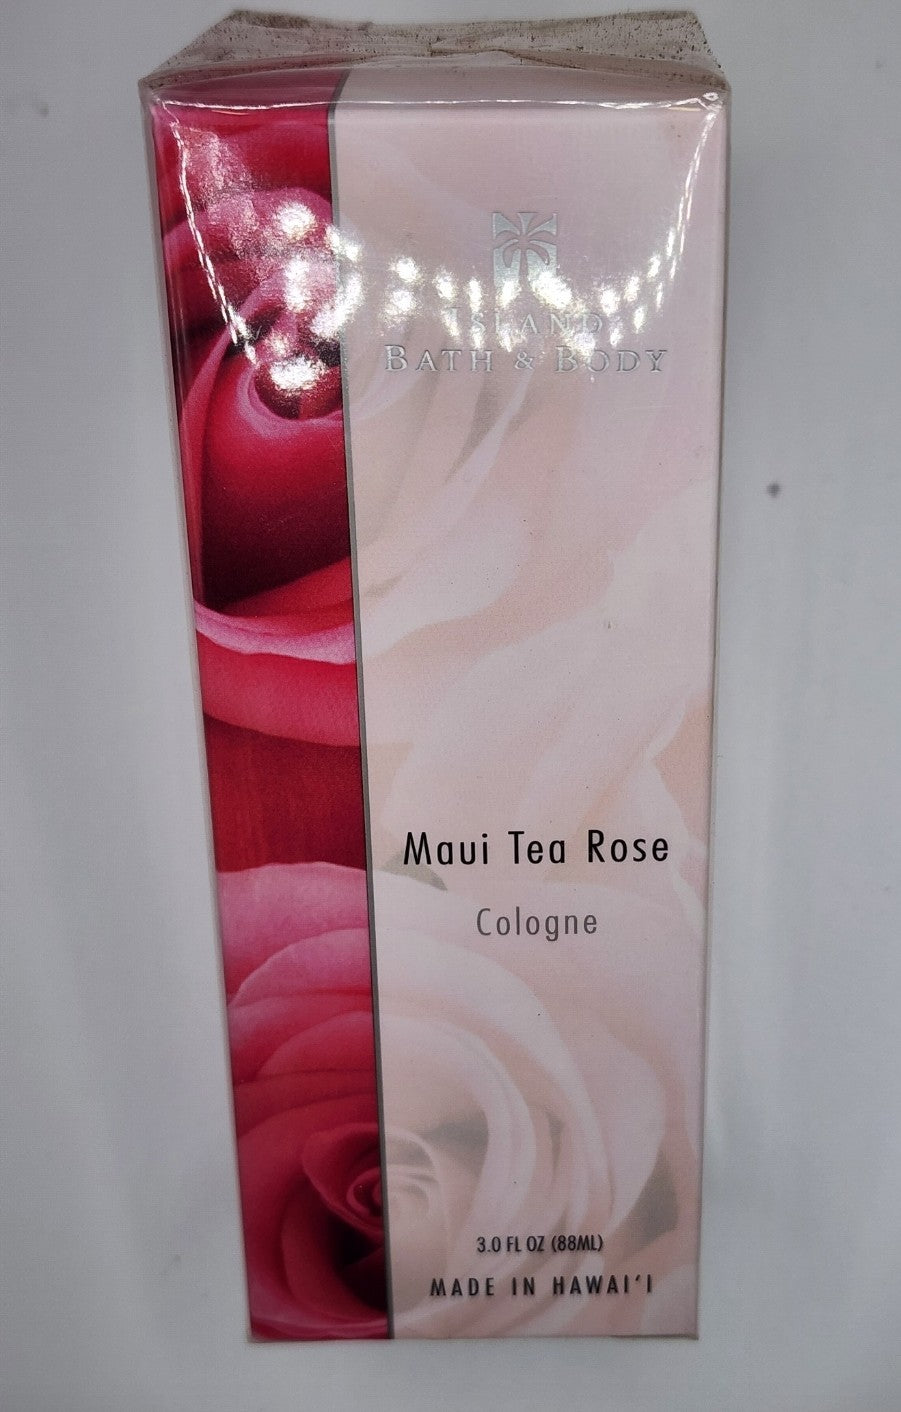 ISLAND
BATH & BODY
Maui Tea Rose
Cologne
3.0 FL OZ (88ML)
MADE IN HAWAI‘I